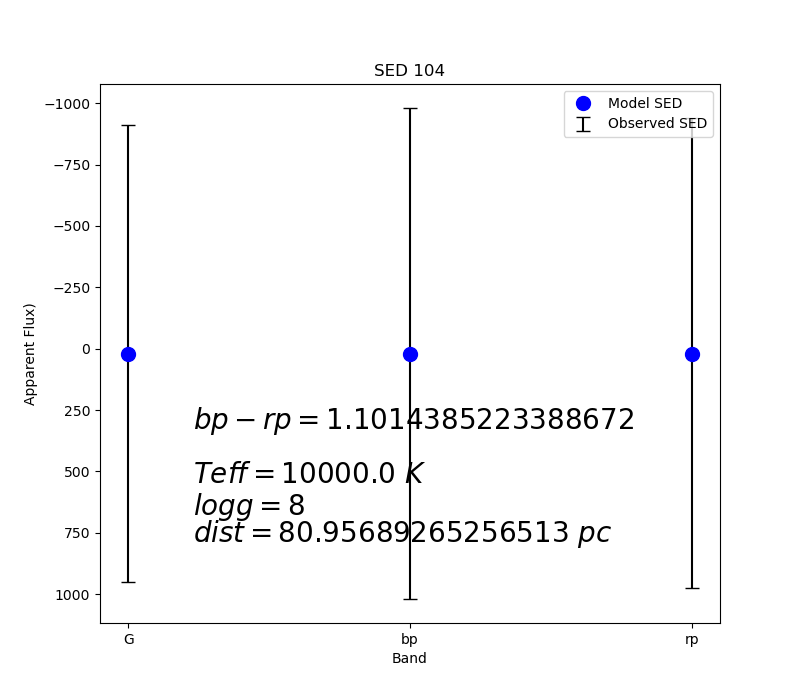 SED 104
Model SED
Observed SED
−1000
−750
−500
−250
0
250
500
750
1000
Apparent Flux)
bp − rp = 1.1014385223388672
Teff = 10000.0 K
logg = 8
dist = 80.95689265256513 pc
G
bp
rp
Band